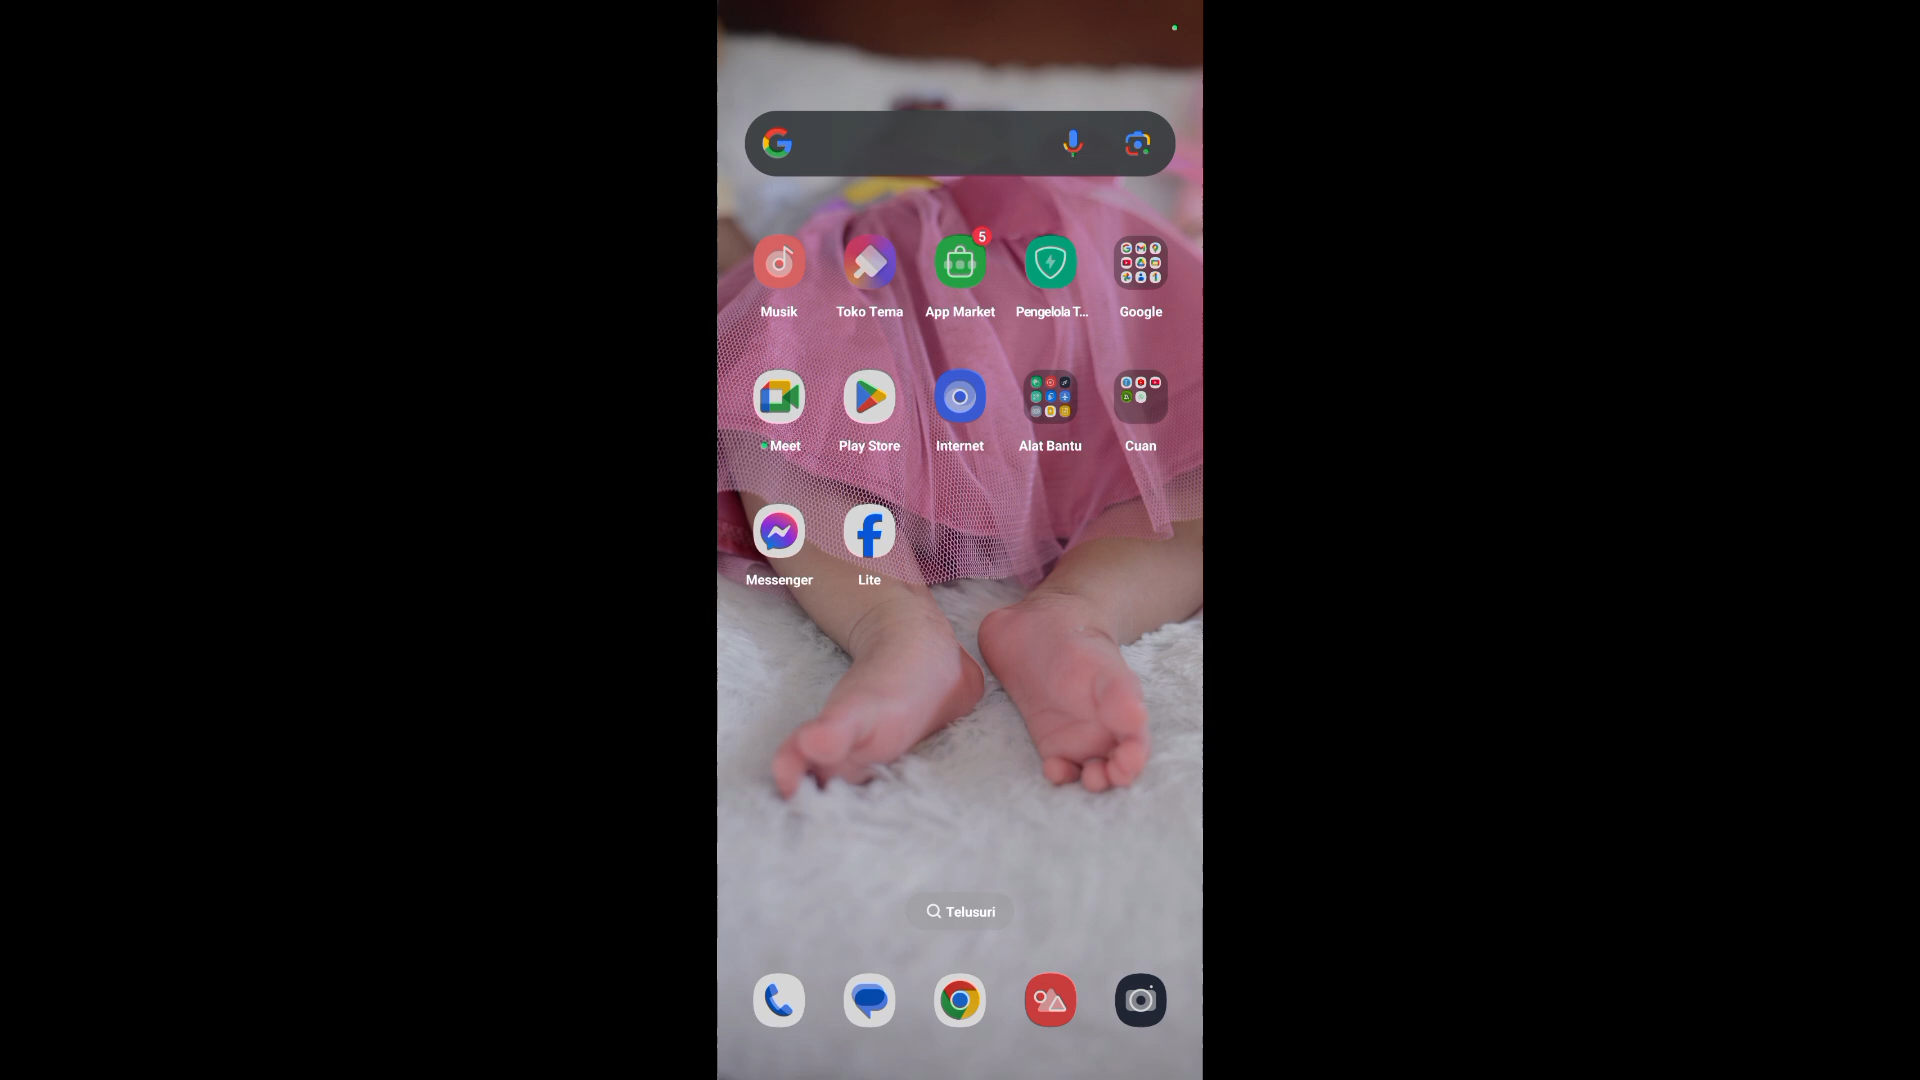 5
Musik
Toko Tema
App Market
Pengelola T...
Google
Meet
Play Store
Internet
Alat Bantu
Cuan
Messenger
Lite
Telusuri